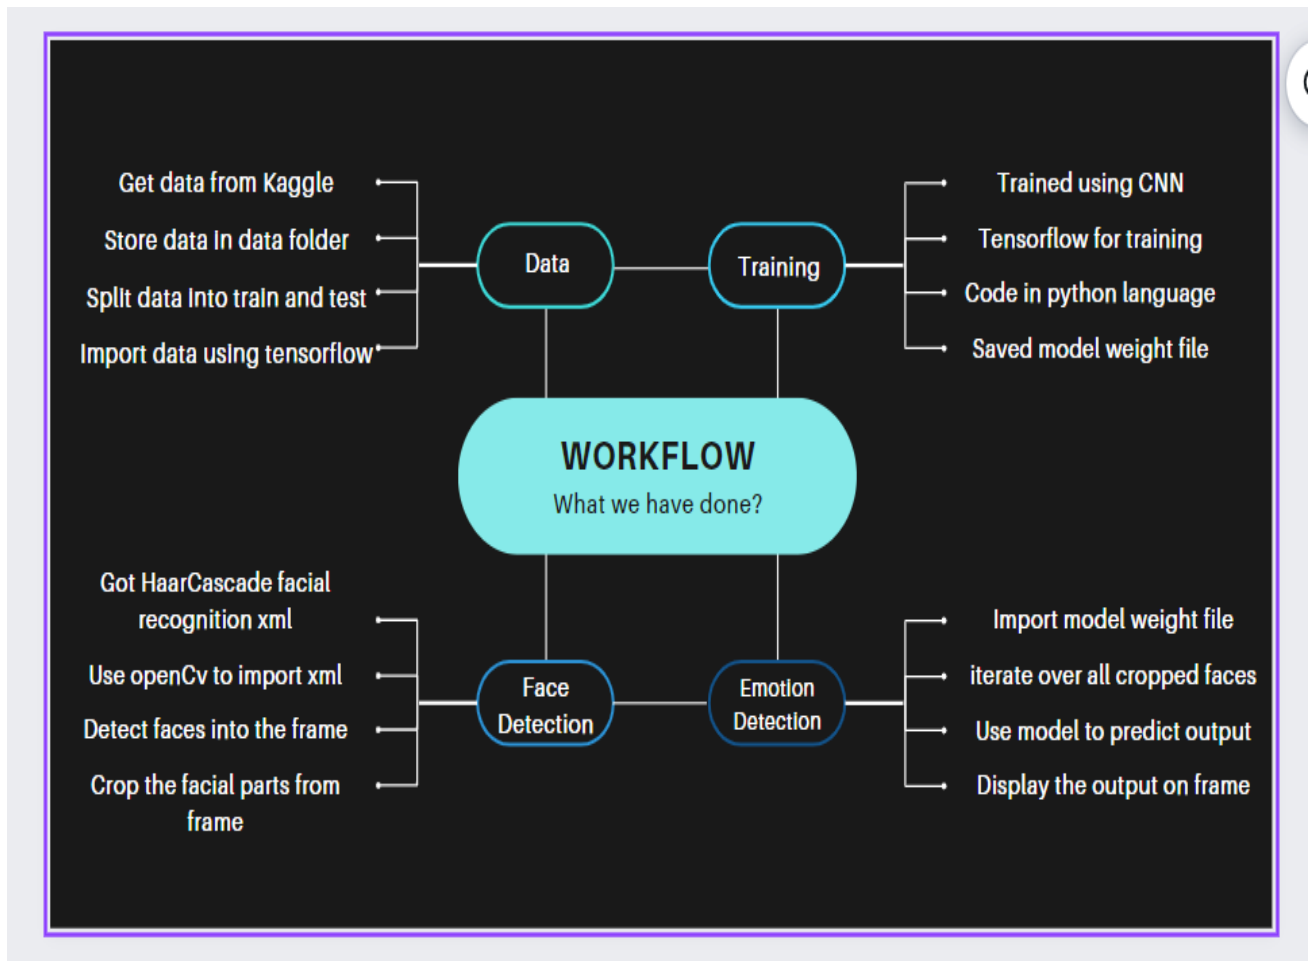 Get data from Kaggle
Store data in data folder
Split data into train and test
Import data using tensorflow
Data
Training
Trained using CNN
Tensorflow for training
Code in python language
Saved model weight file
WORKFLOW
What we have done?
Got HaarCascade facial
recognition xml
Use openCv to import xml
Detect faces into the frame
Crop the facial parts from
frame
Face
Detection
Emotion
Detection
Import model weight file
iterate over all cropped faces
Use model to predict output
Display the output on frame